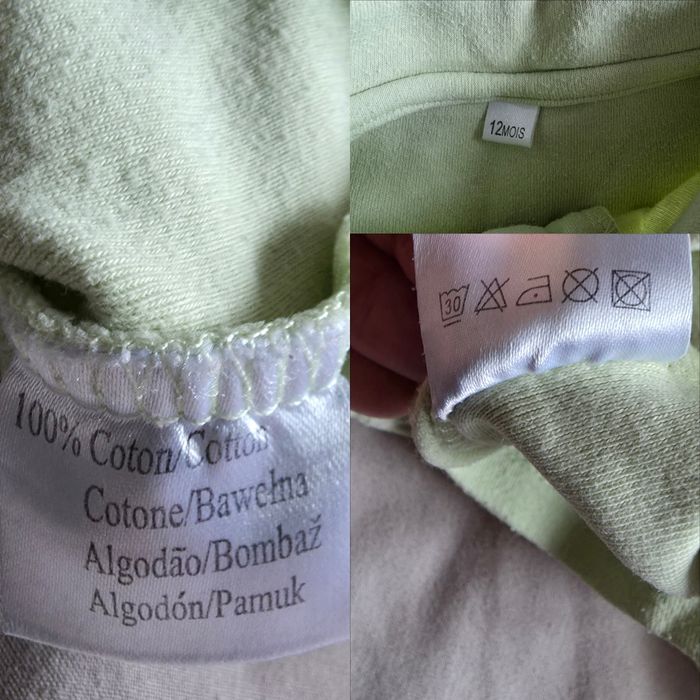 100% Coton/Cotton
Cotone/Bawełna
Algodão/Bombaž
Algodón/Pamuk
12MOIS
30